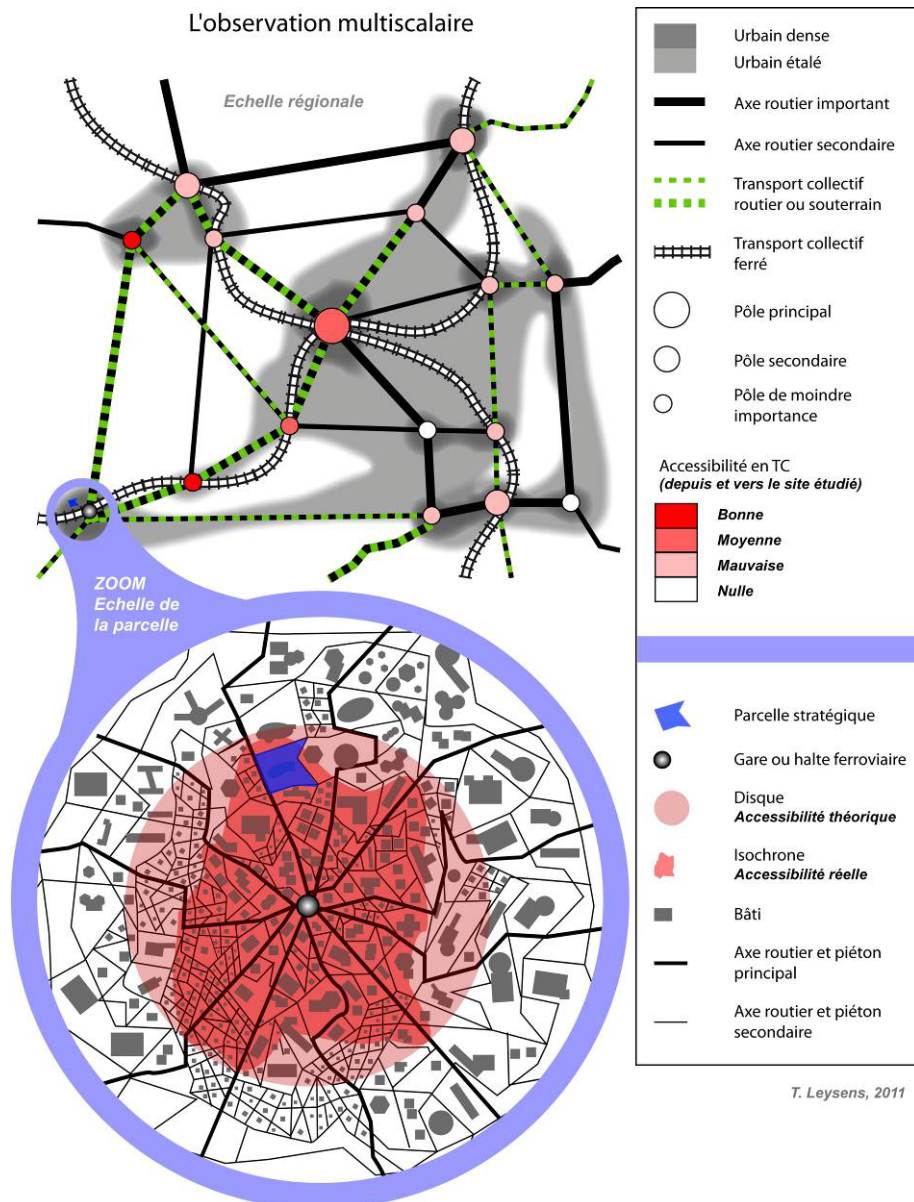 L'observation multiscalaire
Echelle régionale
ZOOM
Echelle de
la parcelle
Urbain dense
Urbain étalé
Axe routier important
Axe routier secondaire
Transport collectif
routier ou souterrain
Transport collectif
ferré
Pôle principal
Pôle secondaire
Pôle de moindre
importance
Accessibilité en TC
(depuis et vers le site étudié)
Bonne
Moyenne
Mauvaise
Nulle
Parcelle stratégique
Gare ou halte ferroviaire
Disque
Accessibilité théorique
Isochrone
Accessibilité réelle
Bâti
Axe routier et piéton
principal
Axe routier et piéton
secondaire
T. Leysens, 2011